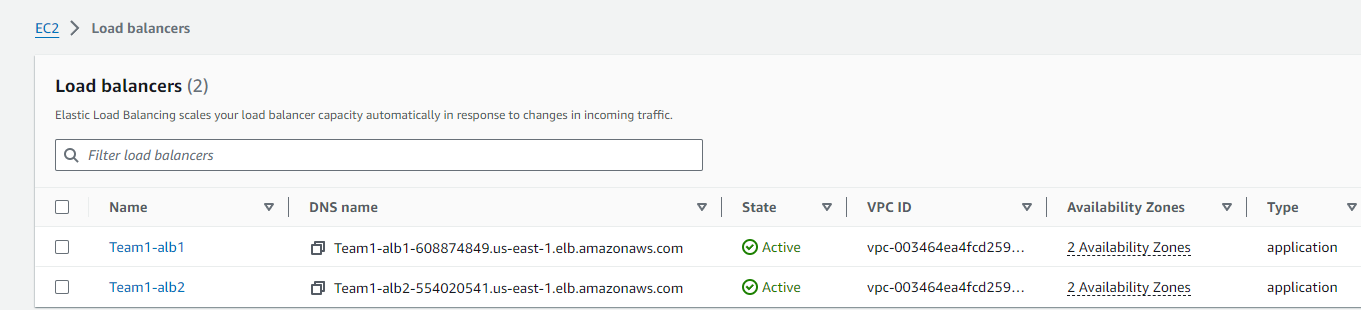 EC2 > Load balancers
Load balancers (2)
Elastic Load Balancing scales your load balancer capacity automatically in response to changes in incoming traffic.
Filter load balancers
Name DNS name State VPC ID Availability Zones Type
Team1-alb1 Team1-alb1-608874849.us-east-1.elb.amazonaws.com Active vpc-003464ea4fcd259... 2 Availability Zones application
Team1-alb2 Team1-alb2-554020541.us-east-1.elb.amazonaws.com Active vpc-003464ea4fcd259... 2 Availability Zones application